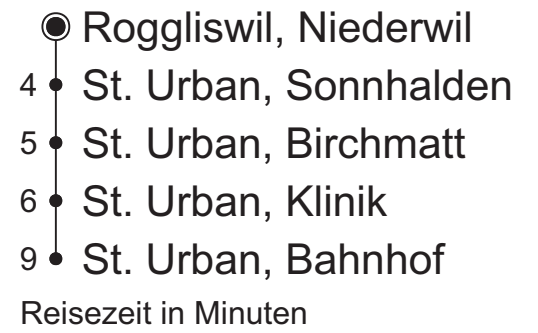 Roggliswil, Niederwil
4 St. Urban, Sonnhalden
5 St. Urban, Birchmatt
6 St. Urban, Klinik
9 St. Urban, Bahnhof
Reisezeit in Minuten